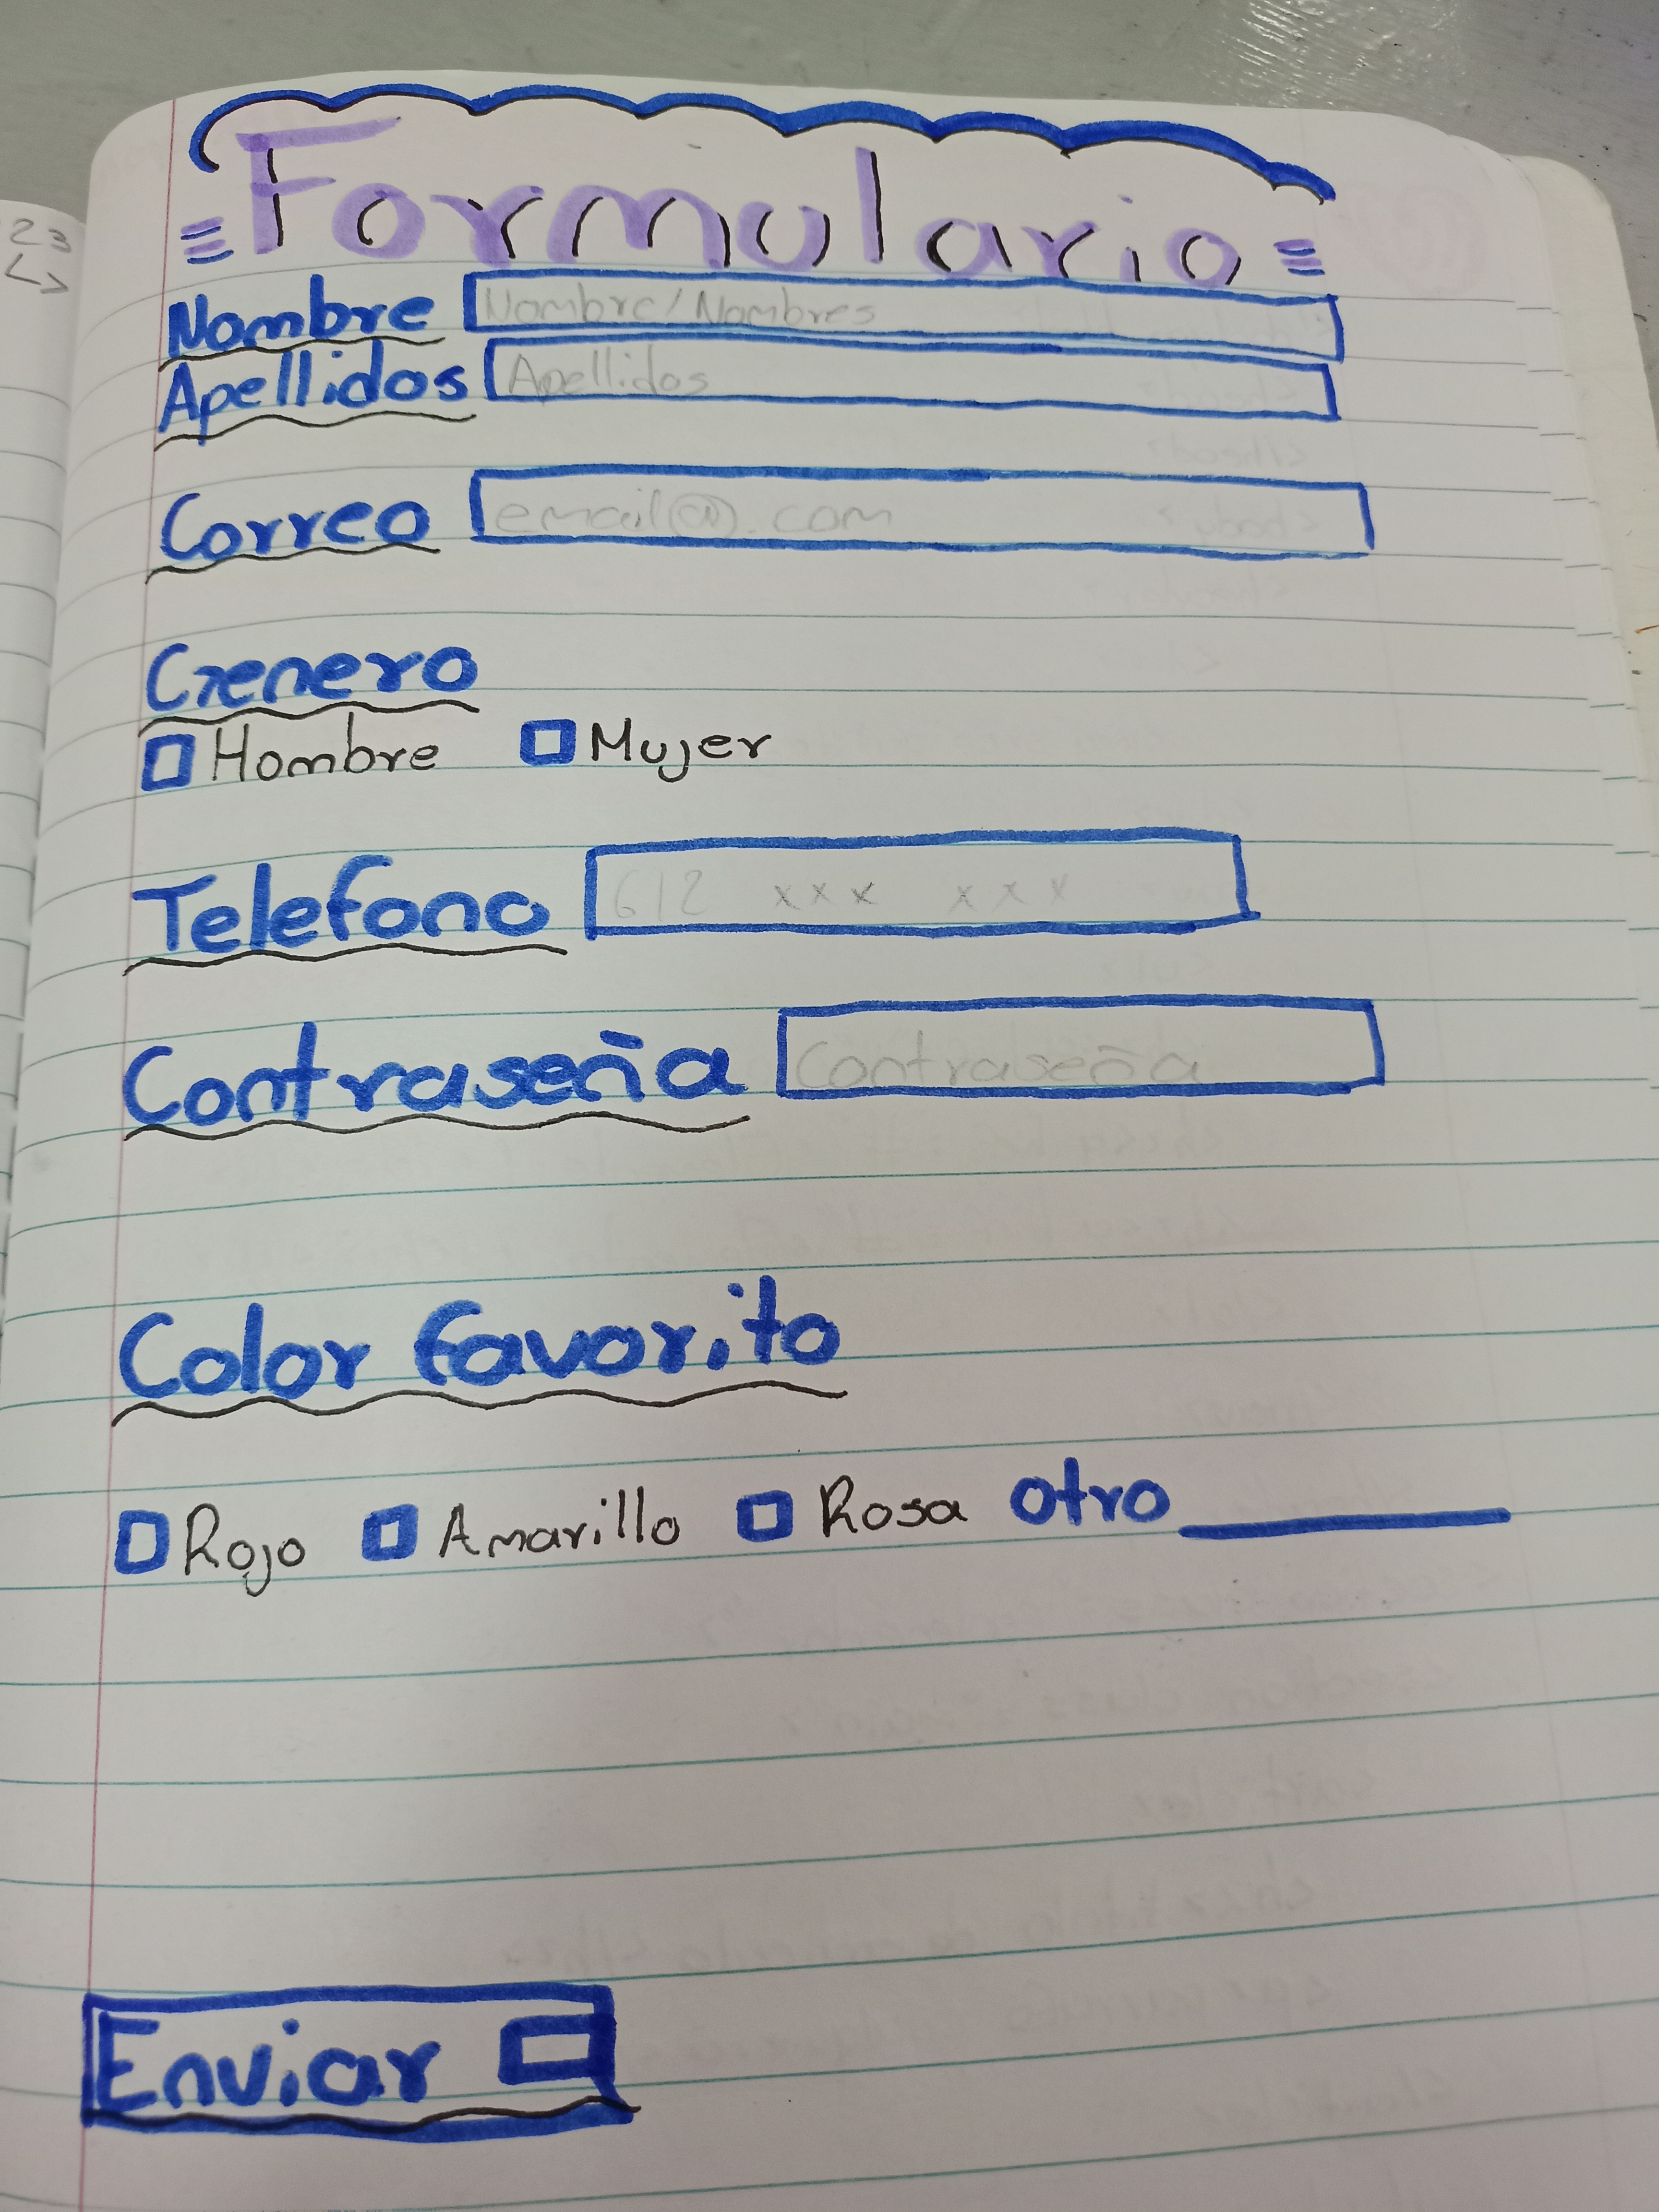 23
Formulario
Nombre Nombre/Nombres
Apellidos Apellidos
Correo email@.com
Genero
Hombre Mujer
Telefono 612 xxx xxx
Contraseña Contraseña
Color favorito
Rojo Amarillo Rosa otro
Enviar